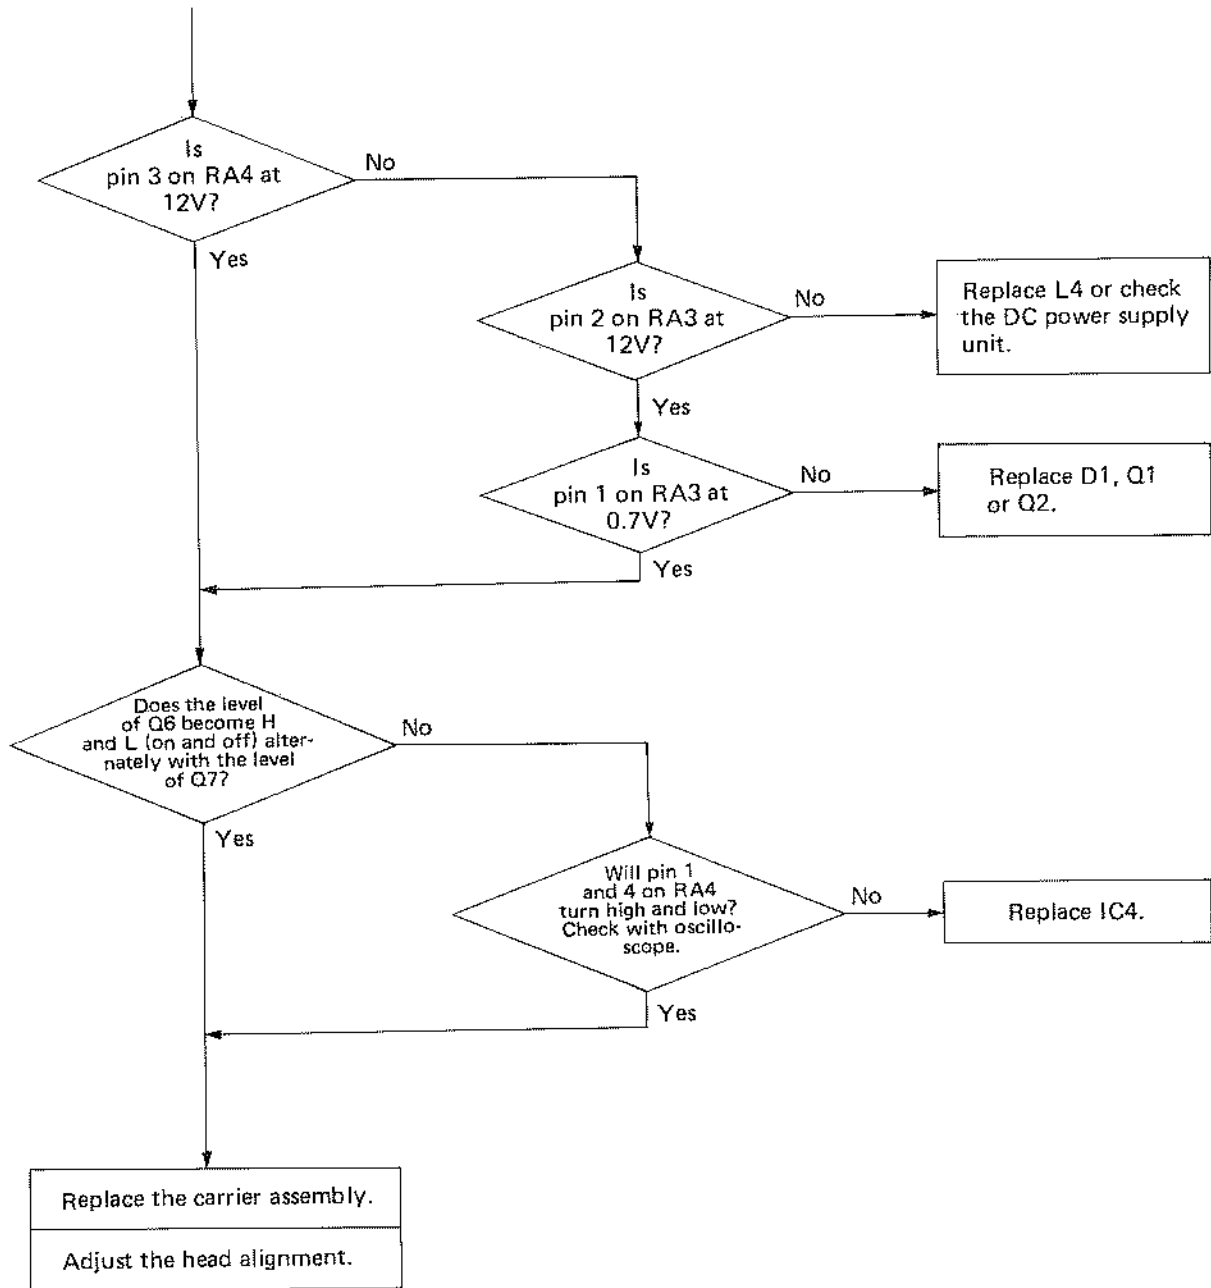 Is
pin 3 on RA4 at
12V?
No
Yes
Is
pin 2 on RA3 at
12V?
No
Replace L4 or check
the DC power supply
unit.
Yes
Is
pin 1 on RA3 at
0.7V?
No
Replace D1, Q1
or Q2.
Yes
Does the level
of Q6 become H
and L (on and off) alter-
nately with the level
of Q7?
No
Yes
Will pin 1
and 4 on RA4
turn high and low?
Check with oscillo-
scope.
No
Replace IC4.
Yes
Replace the carrier assembly.
Adjust the head alignment.